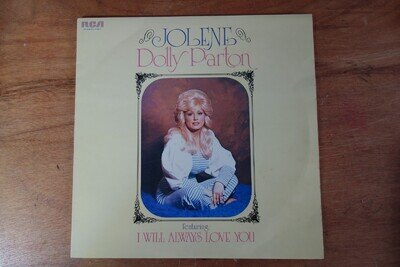 RCA
JOLENE
Dolly Parton
Featuring
I WILL ALWAYS LOVE YOU